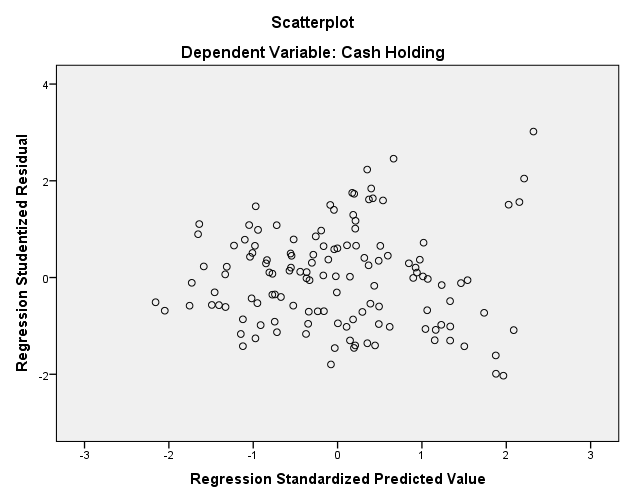 Scatterplot
Dependent Variable: Cash Holding
Regression Studentized Residual
4
2
0
-2
-3 -2 -1 0 1 2 3
Regression Standardized Predicted Value